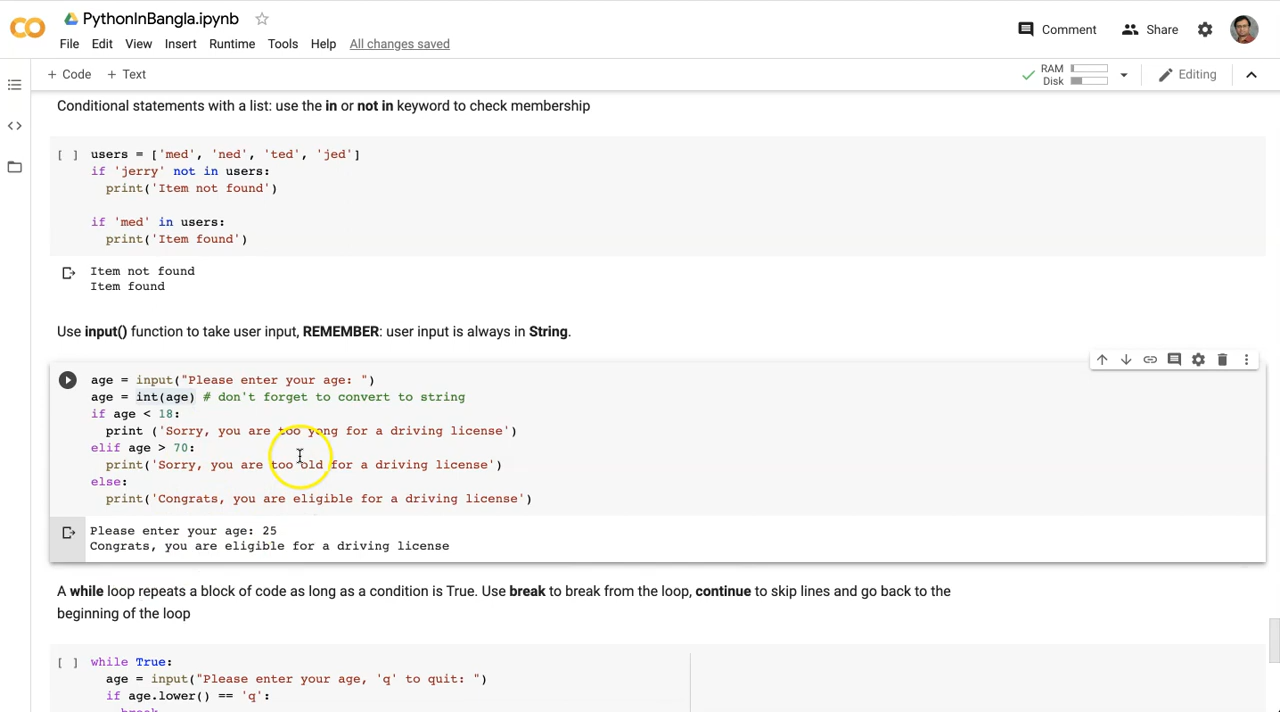 PythonInBangla.ipynb
File Edit View Insert Runtime Tools Help All changes saved
Comment Share
+ Code + Text
RAM
Disk
Editing
Conditional statements with a list: use the in or not in keyword to check membership
[ ] users = ['med', 'ned', 'ted', 'jed']
if 'jerry' not in users:
print('Item not found')
if 'med' in users:
print('Item found')
Item not found
Item found
Use input() function to take user input, REMEMBER: user input is always in String.
age = input("Please enter your age: ")
age = int(age) # don't forget to convert to string
if age < 18:
print ('Sorry, you are too yong for a driving license')
elif age > 70:
print('Sorry, you are too old for a driving license')
else:
print('Congrats, you are eligible for a driving license')
Please enter your age: 25
Congrats, you are eligible for a driving license
A while loop repeats a block of code as long as a condition is True. Use break to break from the loop, continue to skip lines and go back to the
beginning of the loop
[ ] while True:
age = input("Please enter your age, 'q' to quit: ")
if age.lower() == 'q':
break